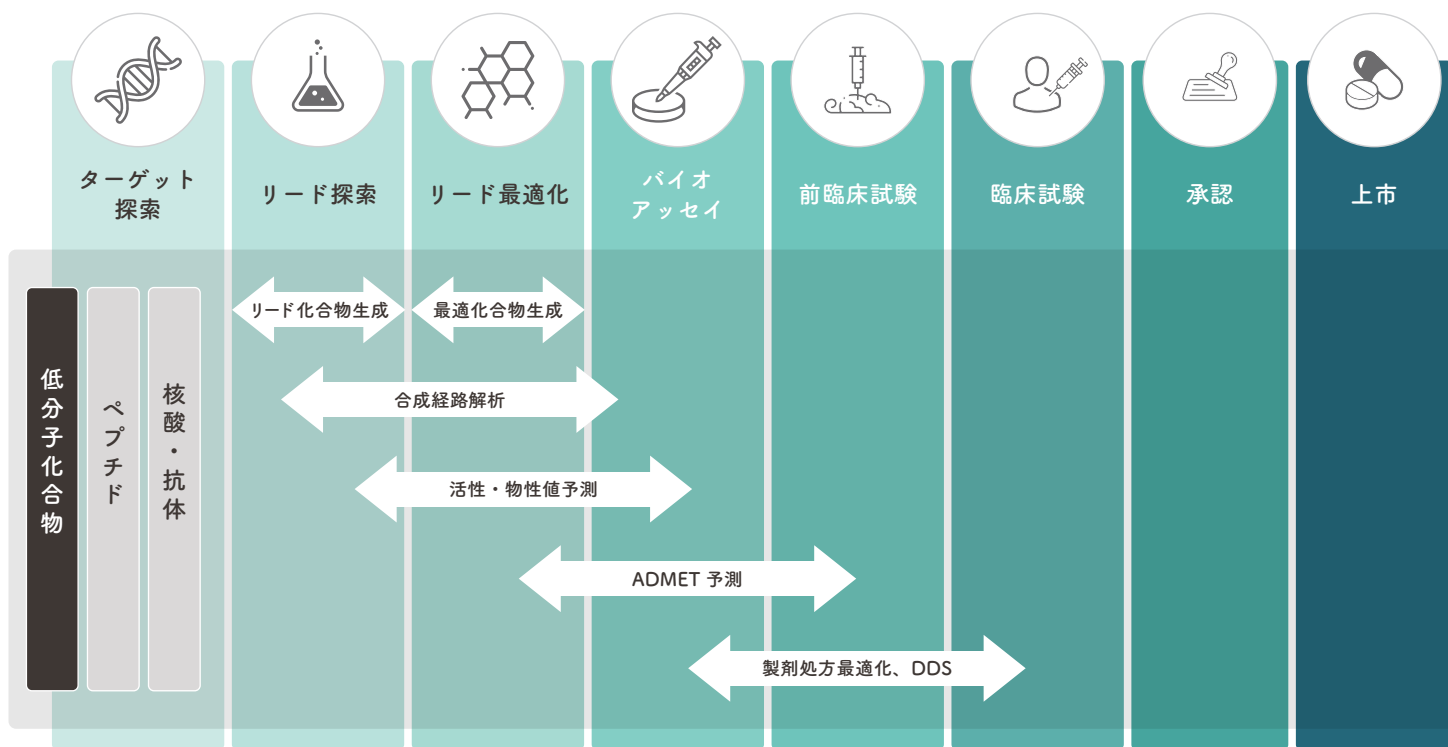 ターゲット
探索
リード探索
リード最適化
バイオ
アッセイ
前臨床試験
臨床試験
承認
上市
低分子化合物
ペプチド
核酸・抗体
リード化合物生成
最適化合物生成
合成経路解析
活性・物性値予測
ADMET 予測
製剤処方最適化、DDS